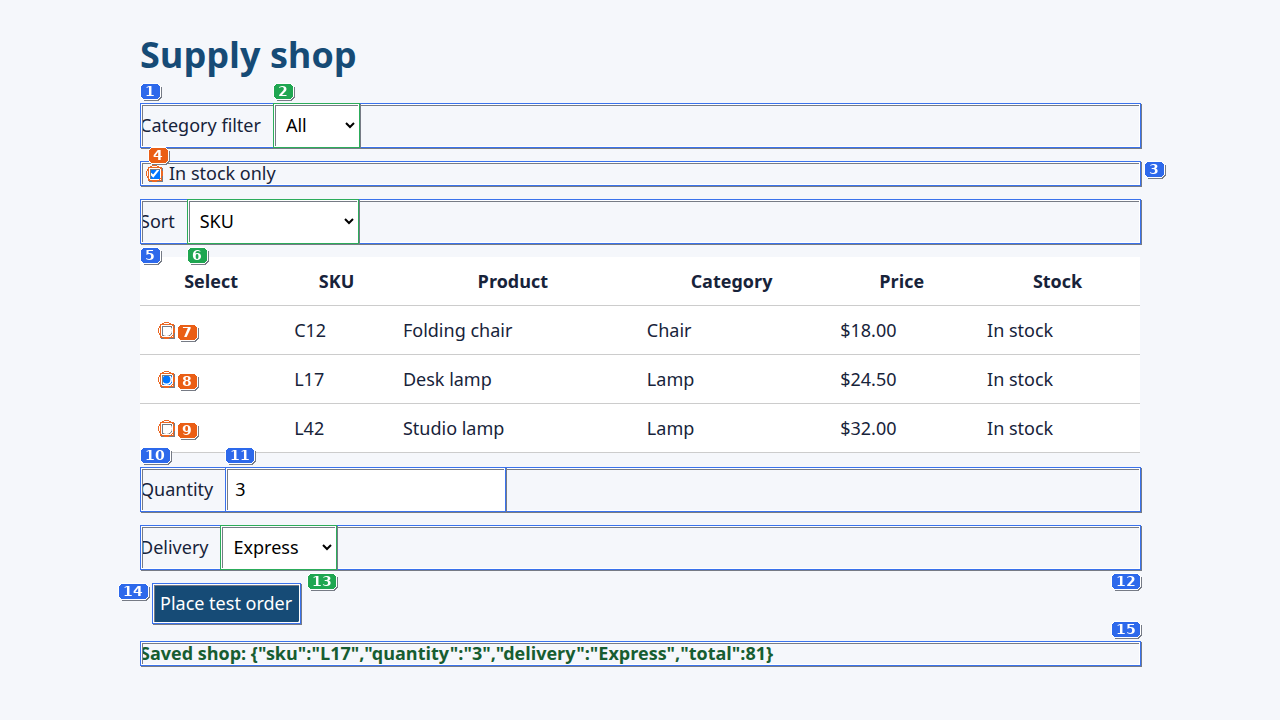 Supply shop
1 2
Category filter All
4
In stock only 3
Sort SKU
5 6
Select SKU Product Category Price Stock
7 C12 Folding chair Chair $18.00 In stock
8 L17 Desk lamp Lamp $24.50 In stock
9 L42 Studio lamp Lamp $32.00 In stock
10 11
Quantity 3
Delivery Express
13 12
14 Place test order
15
Saved shop: {"sku":"L17","quantity":"3","delivery":"Express","total":81}